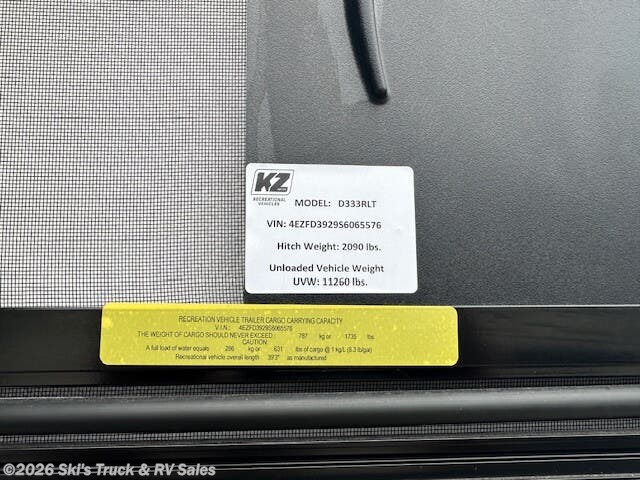 KZ
RECREATIONAL
VEHICLES
MODEL: D333RLT
VIN: 4EZFD3929S6065576
Hitch Weight: 2090 lbs.
Unloaded Vehicle Weight
UVW: 11260 lbs.
RECREATION VEHICLE TRAILER CARGO CARRYING CAPACITY
V.I.N.: 4EZFD3929S6065576
THE WEIGHT OF CARGO SHOULD NEVER EXCEED: 787 kg or 1735 lbs
CAUTION:
A full load of water equals 286 kg or 631 lbs of cargo @ 1 kg/L (8.3 lb/gal)
Recreational vehicle overall length 39'3" as manufactured
©2026 Ski's Truck & RV Sales